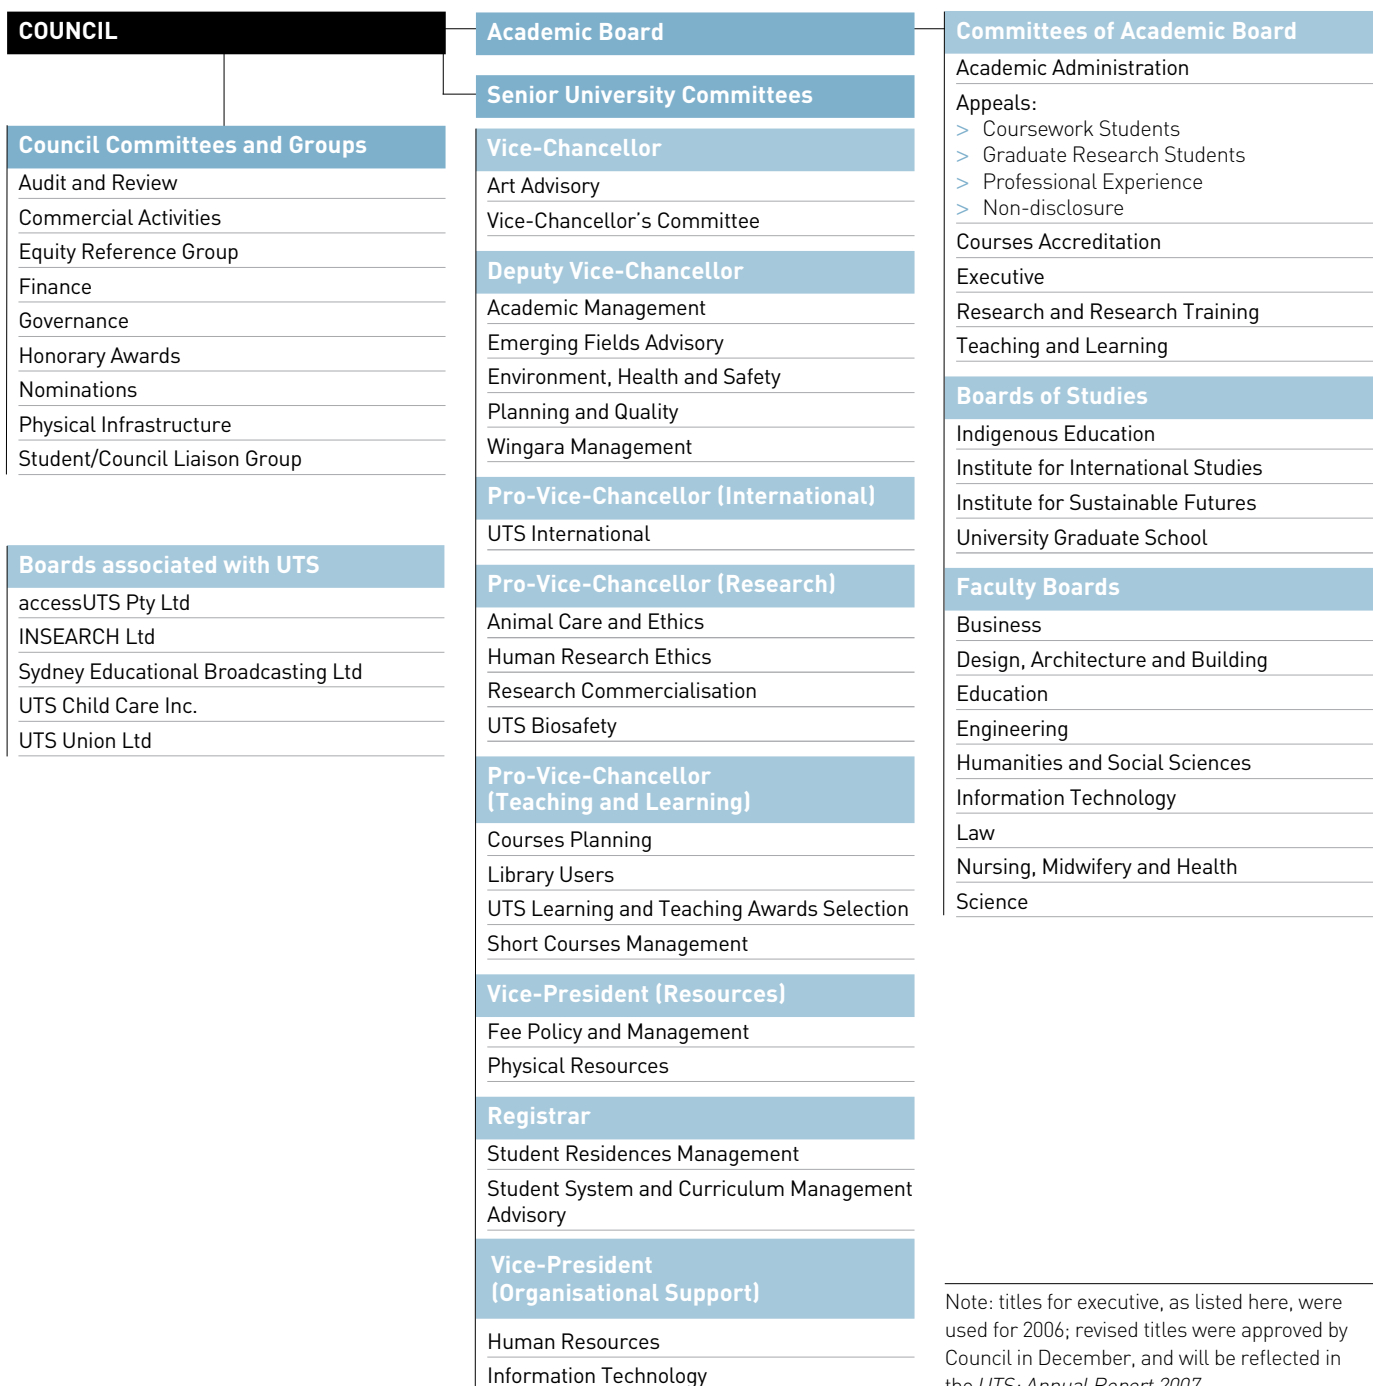 COUNCIL
Council Committees and Groups
Audit and Review
Commercial Activities
Equity Reference Group
Finance
Governance
Honorary Awards
Nominations
Physical Infrastructure
Student/Council Liaison Group
Boards associated with UTS
accessUTS Pty Ltd
INSEARCH Ltd
Sydney Educational Broadcasting Ltd
UTS Child Care Inc.
UTS Union Ltd
Academic Board
Senior University Committees
Vice-Chancellor
Art Advisory
Vice-Chancellor's Committee
Deputy Vice-Chancellor
Academic Management
Emerging Fields Advisory
Environment, Health and Safety
Planning and Quality
Wingara Management
Pro-Vice-Chancellor (International)
UTS International
Pro-Vice-Chancellor (Research)
Animal Care and Ethics
Human Research Ethics
Research Commercialisation
UTS Biosafety
Pro-Vice-Chancellor
(Teaching and Learning)
Courses Planning
Library Users
UTS Learning and Teaching Awards Selection
Short Courses Management
Vice-President (Resources)
Fee Policy and Management
Physical Resources
Registrar
Student Residences Management
Student System and Curriculum Management
Advisory
Vice-President
(Organisational Support)
Human Resources
Information Technology
Committees of Academic Board
Academic Administration
Appeals:
> Coursework Students
> Graduate Research Students
> Professional Experience
> Non-disclosure
Courses Accreditation
Executive
Research and Research Training
Teaching and Learning
Boards of Studies
Indigenous Education
Institute for International Studies
Institute for Sustainable Futures
University Graduate School
Faculty Boards
Business
Design, Architecture and Building
Education
Engineering
Humanities and Social Sciences
Information Technology
Law
Nursing, Midwifery and Health
Science
Note: titles for executive, as listed here, were
used for 2006; revised titles were approved by
Council in December, and will be reflected in
the UTS: Annual Report 2007